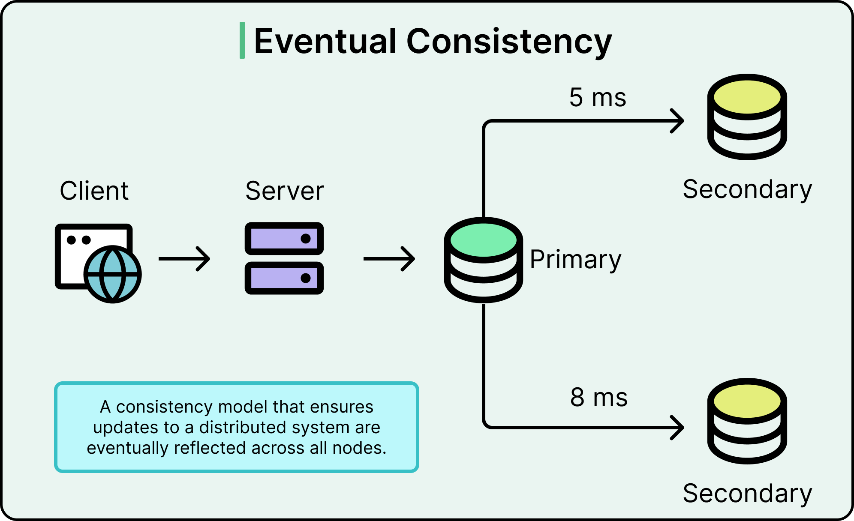 Eventual Consistency
5 ms
Secondary
Client
Server
Primary
8 ms
A consistency model that ensures
updates to a distributed system are
eventually reflected across all nodes.
Secondary